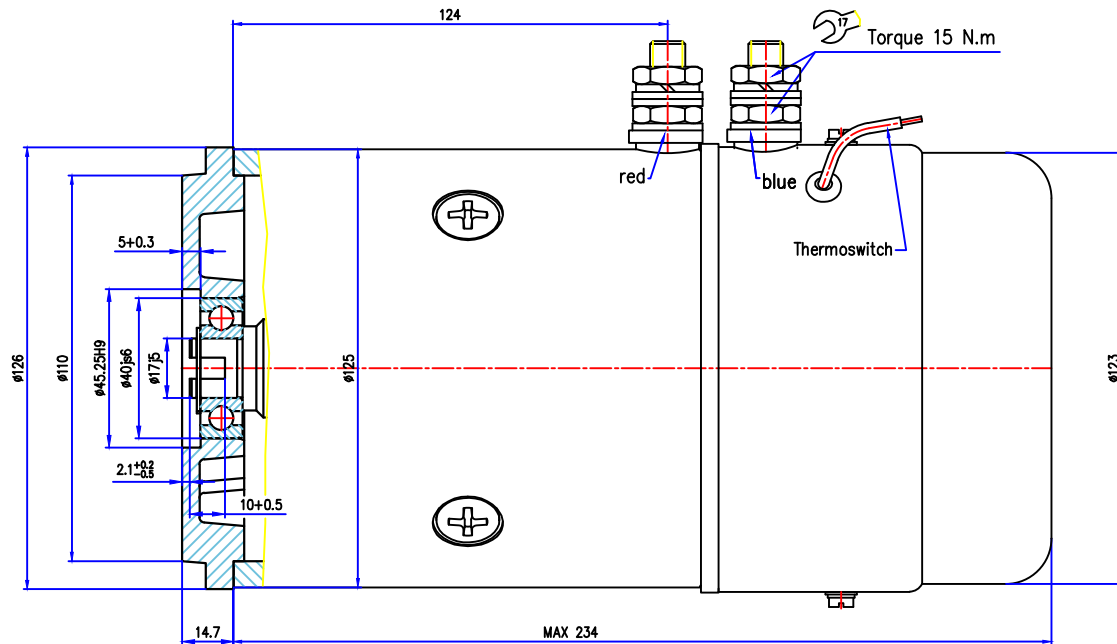 124
17
Torque 15 N.m
red
blue
Thermoswitch
5+0.3
ø126
ø110
ø45.25H9
ø40js6
ø17j5
ø125
ø123
2.1+0.2 -0.5
10+0.5
14.7
MAX 234